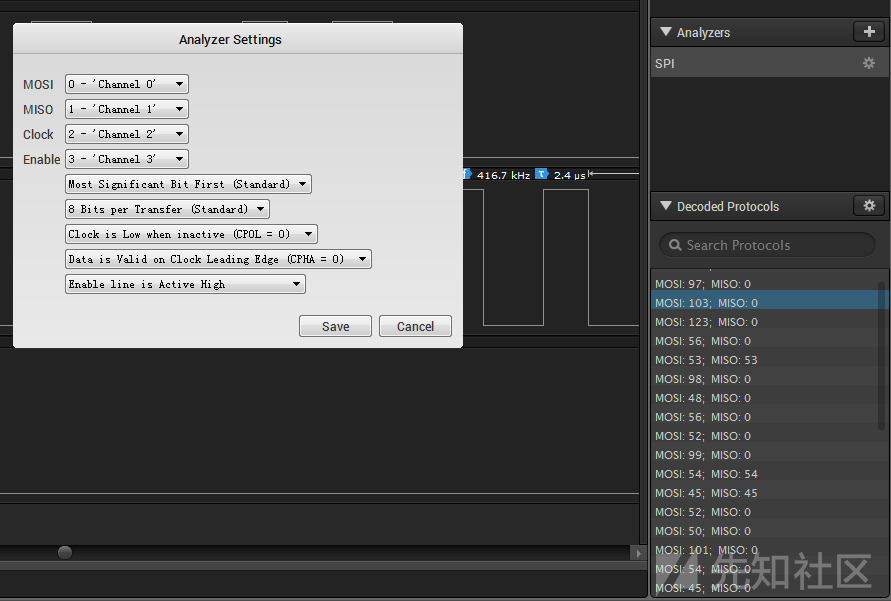 Analyzer Settings
MOSI 0 - 'Channel 0'
MISO 1 - 'Channel 1'
Clock 2 - 'Channel 2'
Enable 3 - 'Channel 3'
Most Significant Bit First (Standard)
8 Bits per Transfer (Standard)
Clock is Low when inactive (CPOL = 0)
Data is Valid on Clock Leading Edge (CPHA = 0)
Enable line is Active High
Save Cancel
f 416.7 kHz T 2.4 µs
Analyzers
SPI
Decoded Protocols
Search Protocols
MOSI: 97; MISO: 0
MOSI: 103; MISO: 0
MOSI: 123; MISO: 0
MOSI: 56; MISO: 0
MOSI: 53; MISO: 53
MOSI: 98; MISO: 0
MOSI: 48; MISO: 0
MOSI: 56; MISO: 0
MOSI: 52; MISO: 0
MOSI: 99; MISO: 0
MOSI: 54; MISO: 54
MOSI: 45; MISO: 45
MOSI: 52; MISO: 0
MOSI: 50; MISO: 0
MOSI: 101; MISO: 0
MOSI: 54; MISO: 0
MOSI: 45; MISO: 0
先知社区